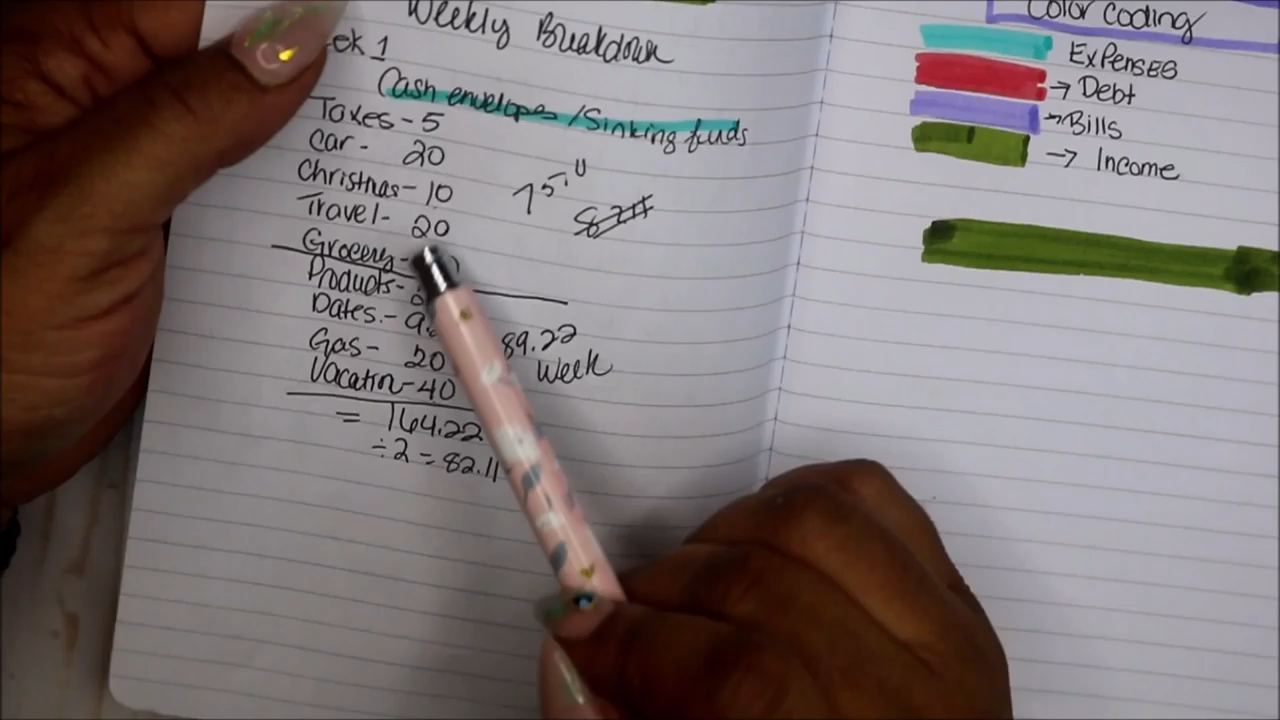 Weekly Breakdown
ek 1
Cash envelopes /Sinking funds
Taxes - 5
Car - 20
Christmas - 10
Travel - 20
Grocery -
Products -
Dates. - 9.
Gas - 20
Vacation - 40
= 164.22
÷ 2 = 82.11
75.0
89.22
Week
Color Coding
Expenses
→ Debt
→ Bills
→ Income